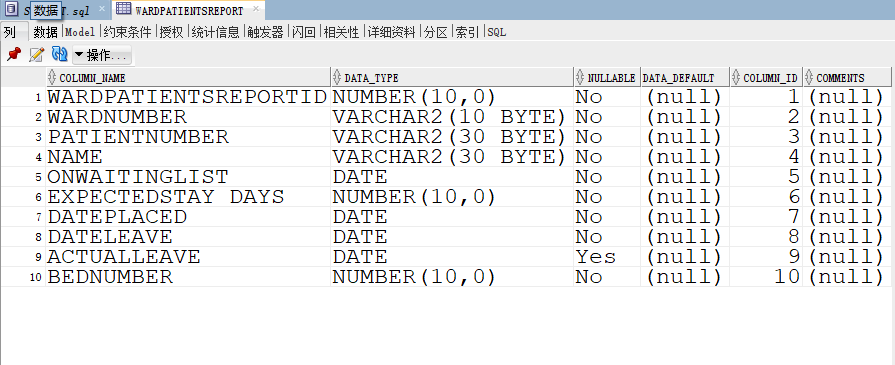 数据 .sql WARDPATIENTSREPORT
列 数据 Model 约束条件 授权 统计信息 触发器 闪回 相关性 详细资料 分区 索引 SQL
操作...
COLUMN_NAME DATA_TYPE NULLABLE DATA_DEFAULT COLUMN_ID COMMENTS
1 WARDPATIENTSREPORTID NUMBER(10,0) No (null) 1 (null)
2 WARDNUMBER VARCHAR2(10 BYTE) No (null) 2 (null)
3 PATIENTNUMBER VARCHAR2(30 BYTE) No (null) 3 (null)
4 NAME VARCHAR2(30 BYTE) No (null) 4 (null)
5 ONWAITINGLIST DATE No (null) 5 (null)
6 EXPECTEDSTAY DAYS NUMBER(10,0) No (null) 6 (null)
7 DATEPLACED DATE No (null) 7 (null)
8 DATELEAVE DATE No (null) 8 (null)
9 ACTUALLEAVE DATE Yes (null) 9 (null)
10 BEDNUMBER NUMBER(10,0) No (null) 10 (null)